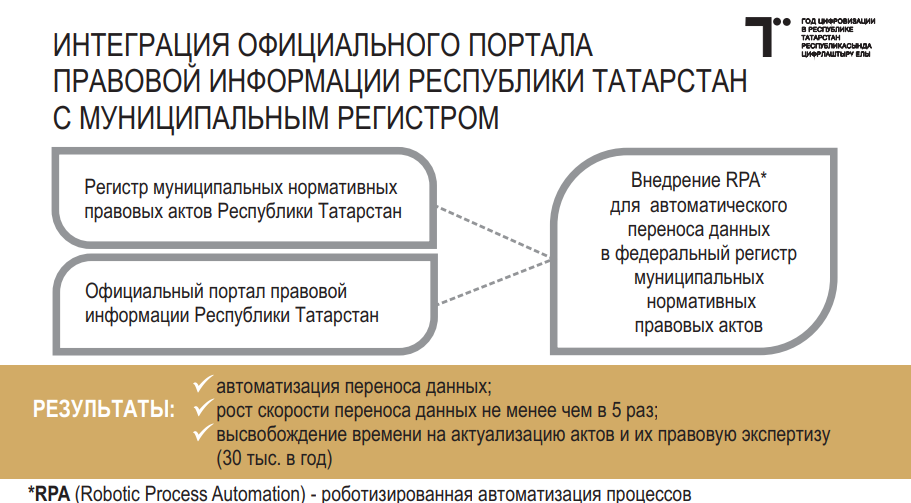 ГОД ЦИФРОВИЗАЦИИ
В РЕСПУБЛИКЕ
ТАТАРСТАН
РЕСПУБЛИКАСЫНДА
ЦИФРЛАШТЫРУ ЕЛЫ
ИНТЕГРАЦИЯ ОФИЦИАЛЬНОГО ПОРТАЛА
ПРАВОВОЙ ИНФОРМАЦИИ РЕСПУБЛИКИ ТАТАРСТАН
С МУНИЦИПАЛЬНЫМ РЕГИСТРОМ
Регистр муниципальных нормативных
правовых актов Республики Татарстан
Официальный портал правовой
информации Республики Татарстан
Внедрение RPA*
для автоматического
переноса данных
в федеральный регистр
муниципальных
нормативных
правовых актов
РЕЗУЛЬТАТЫ:
автоматизация переноса данных;
рост скорости переноса данных не менее чем в 5 раз;
высвобождение времени на актуализацию актов и их правовую экспертизу
(30 тыс. в год)
*RPA (Robotic Process Automation) - роботизированная автоматизация процессов